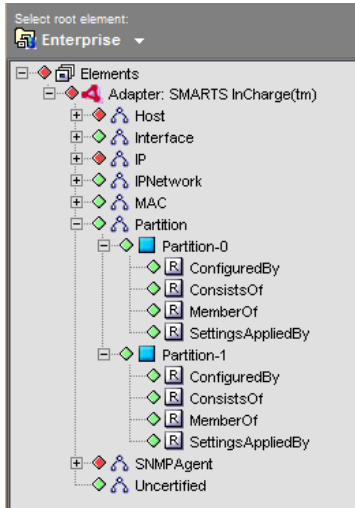 Select root element:
Enterprise
Elements
Adapter: SMARTS InCharge(tm)
Host
Interface
IP
IPNetwork
MAC
Partition
Partition-0
R ConfiguredBy
R ConsistsOf
R MemberOf
R SettingsAppliedBy
Partition-1
R ConfiguredBy
R ConsistsOf
R MemberOf
R SettingsAppliedBy
SNMPAgent
Uncertified